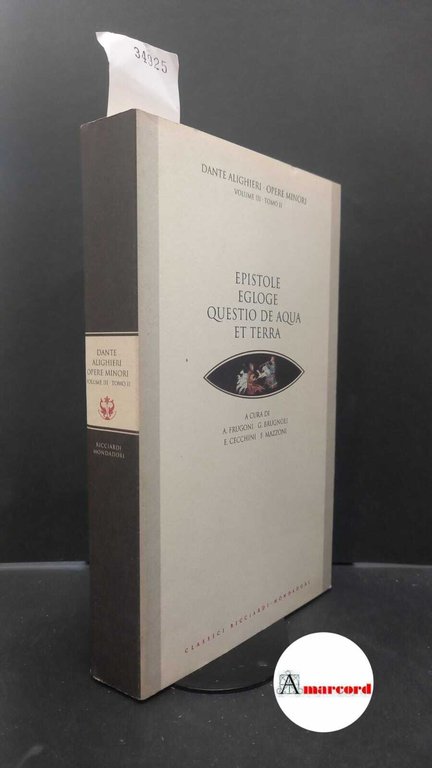 34925
DANTE ALIGHIERI · OPERE MINORI
VOLUME III · TOMO II
EPISTOLE
EGLOGE
QUESTIO DE AQUA
ET TERRA
A CURA DI
A. FRUGONI · G. BRUGNOLI
E. CECCHINI · F. MAZZONI
CLASSICI RICCIARDI · MONDADORI
DANTE
ALIGHIERI
OPERE MINORI
VOLUME III · TOMO II
RICCIARDI
MONDADORI
Amarcord